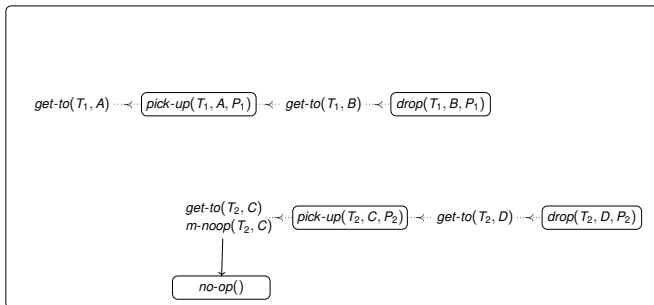 get-to(T₁, A) ≺ pick-up(T₁, A, P₁) ≺ get-to(T₁, B) ≺ drop(T₁, B, P₁)
get-to(T₂, C)
m-noop(T₂, C) ≺ pick-up(T₂, C, P₂) ≺ get-to(T₂, D) ≺ drop(T₂, D, P₂)
no-op()